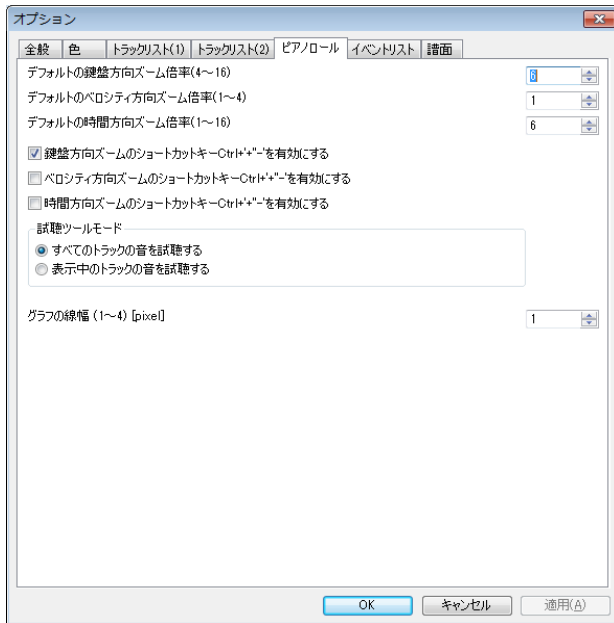 オプション
全般 色 トラックリスト(1) トラックリスト(2) ピアノロール イベントリスト 譜面
デフォルトの鍵盤方向ズーム倍率(4～16) 6
デフォルトのベロシティ方向ズーム倍率(1～4) 1
デフォルトの時間方向ズーム倍率(1～16) 6
鍵盤方向ズームのショートカットキーCtrl+'+''-'を有効にする
ベロシティ方向ズームのショートカットキーCtrl+'+''-'を有効にする
時間方向ズームのショートカットキーCtrl+'+''-'を有効にする
試聴ツールモード
すべてのトラックの音を試聴する
表示中のトラックの音を試聴する
グラフの線幅 (1～4) [pixel] 1
OK キャンセル 適用(A)